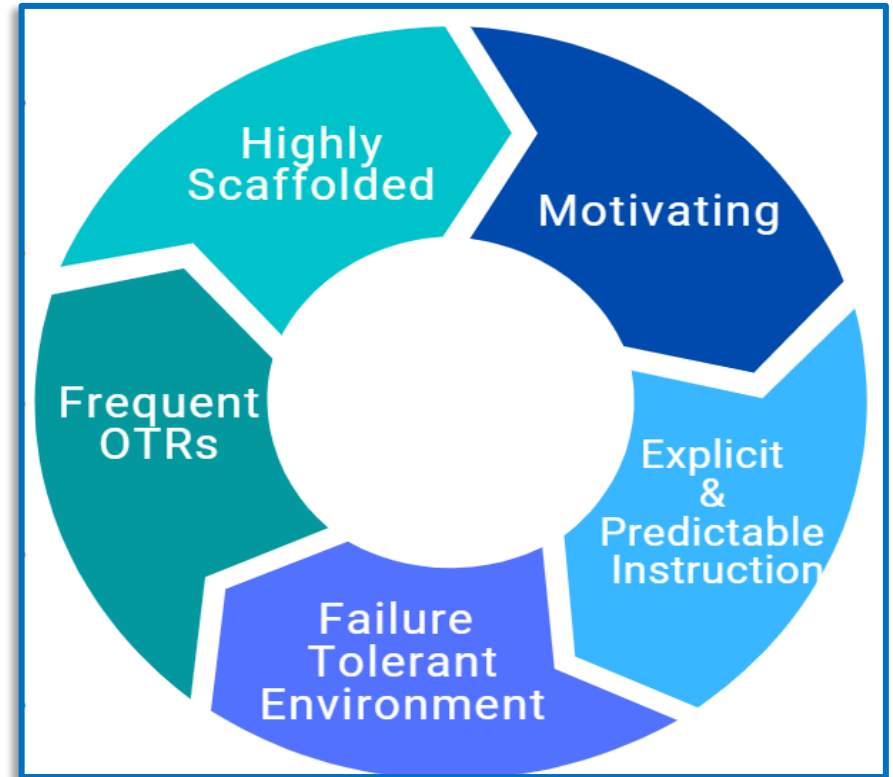 Highly
Scaffolded
Motivating
Explicit
&
Predictable
Instruction
Failure
Tolerant
Environment
Frequent
OTRs